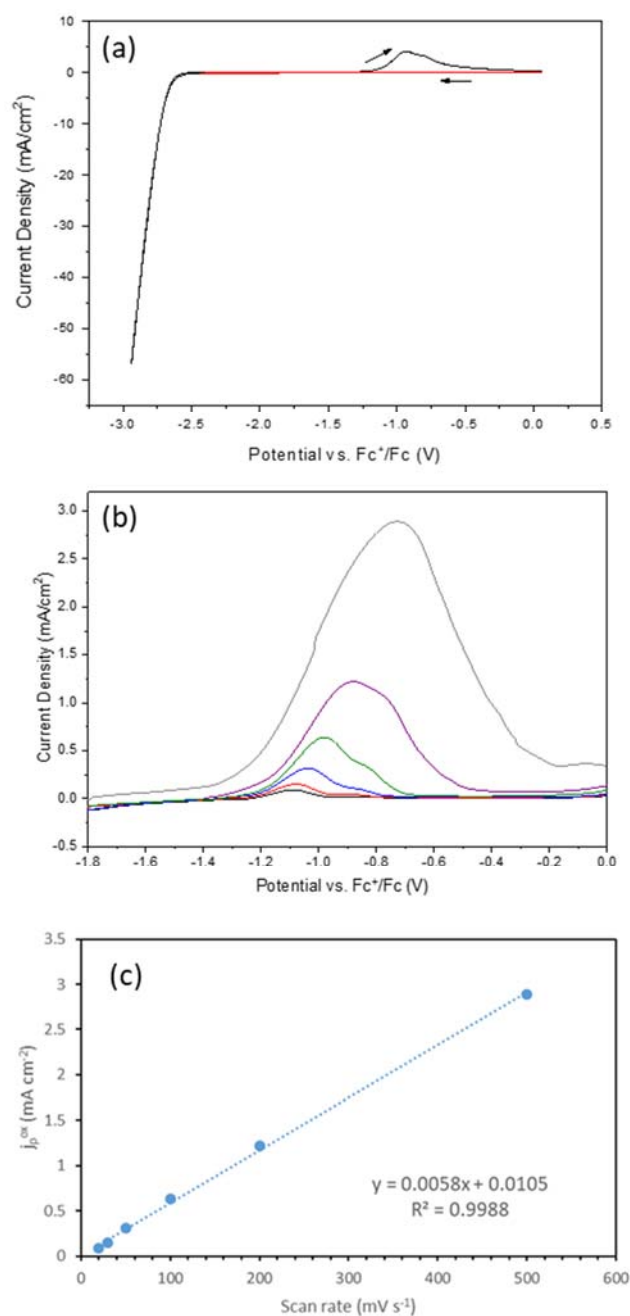 (a)
10
0
-10
-20
-30
-40
-50
-60
Current Density (mA/cm²)
-3.0 -2.5 -2.0 -1.5 -1.0 -0.5 0.0 0.5
Potential vs. Fc⁺/Fc (V)
(b)
3.0
2.5
2.0
1.5
1.0
0.5
0.0
-0.5
Current Density (mA/cm²)
-1.8 -1.6 -1.4 -1.2 -1.0 -0.8 -0.6 -0.4 -0.2 0.0
Potential vs. Fc⁺/Fc (V)
(c)
3.5
3
2.5
2
1.5
1
0.5
0
jₚᵒˣ (mA cm⁻²)
y = 0.0058x + 0.0105
R² = 0.9988
0 100 200 300 400 500 600
Scan rate (mV s⁻¹)